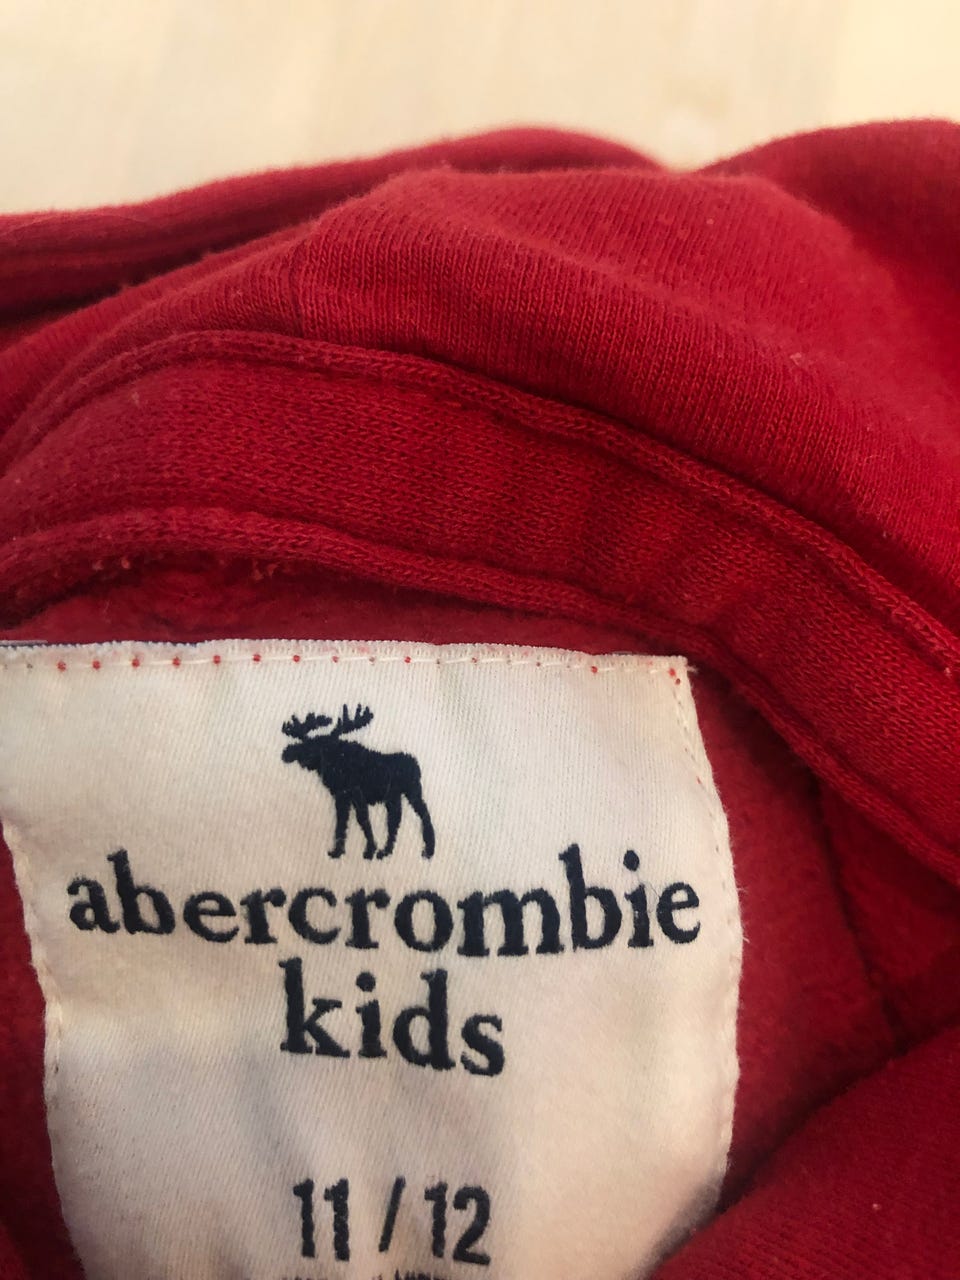 abercrombie
kids
11 / 12